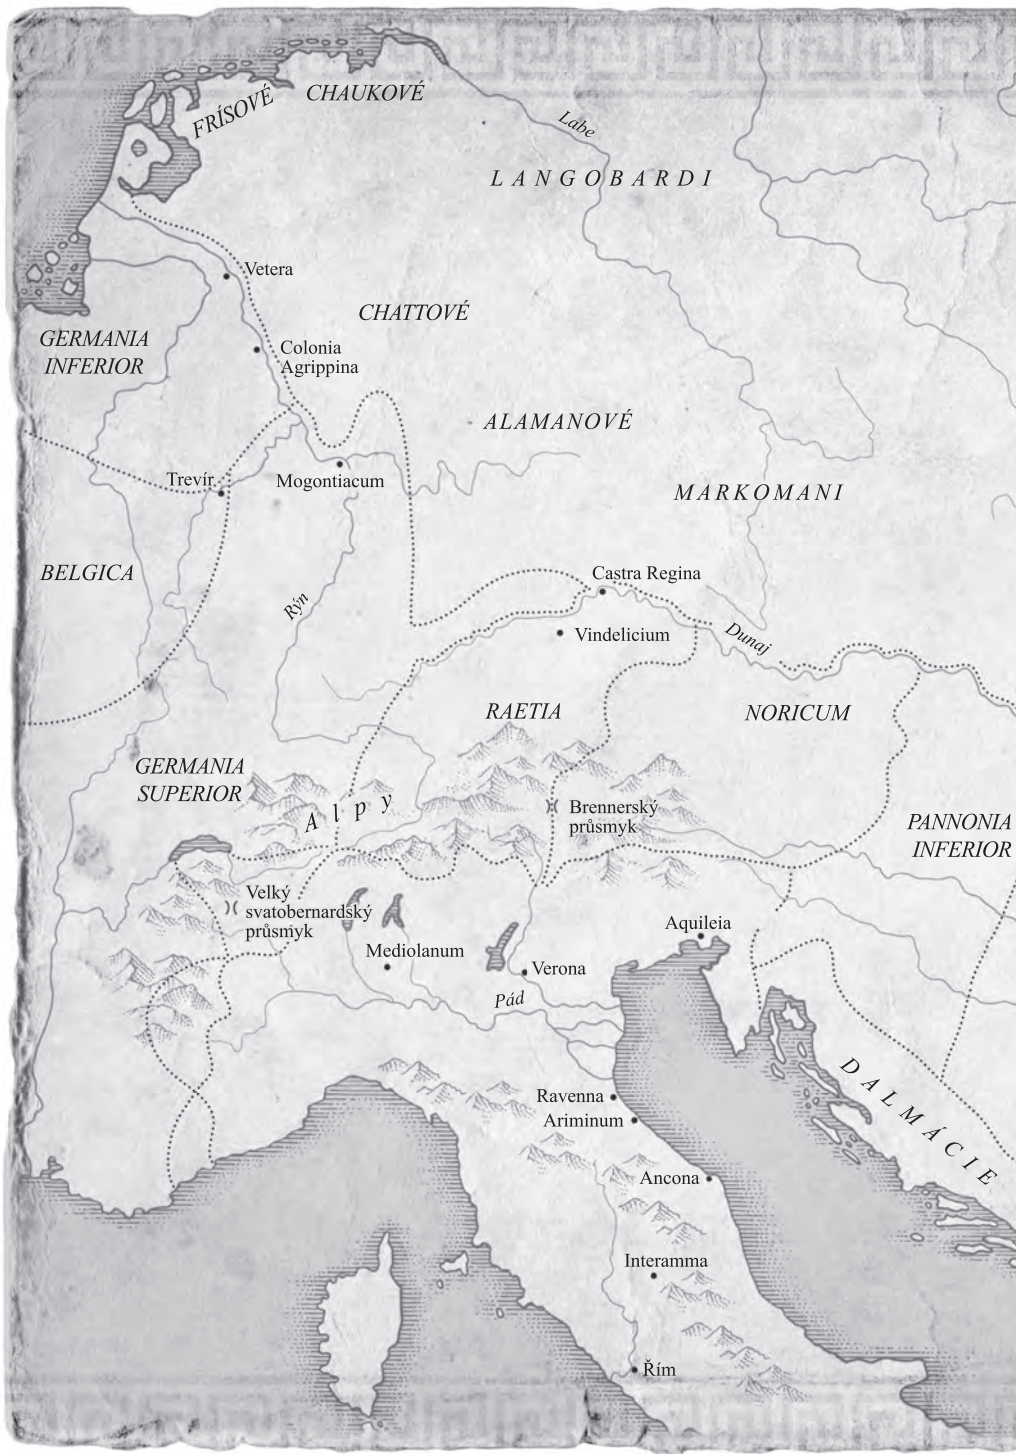 CHAUKOVÉ
FRÍSOVÉ
Labe
LANGOBARDI
Vetera
CHATTOVÉ
GERMANIA
INFERIOR
Colonia
Agrippina
ALAMANOVÉ
Trevír
Mogontiacum
MARKOMANI
BELGICA
Castra Regina
Rýn
Vindelicium
Dunaj
RAETIA
NORICUM
GERMANIA
SUPERIOR
Alpy
Brennerský
průsmyk
PANNONIA
INFERIOR
Velký
svatobernardský
průsmyk
Aquileia
Mediolanum
Verona
Pád
DALMÁCIE
Ravenna
Ariminum
Ancona
Interamma
Řím